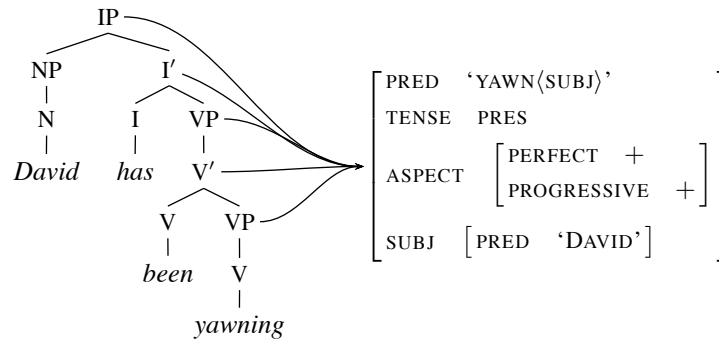 IP
NP I′
N I VP
David has V′
V VP
been V
yawning
PRED ‘YAWN⟨SUBJ⟩’
TENSE PRES
ASPECT [PERFECT +
PROGRESSIVE +]
SUBJ [PRED ‘DAVID’]